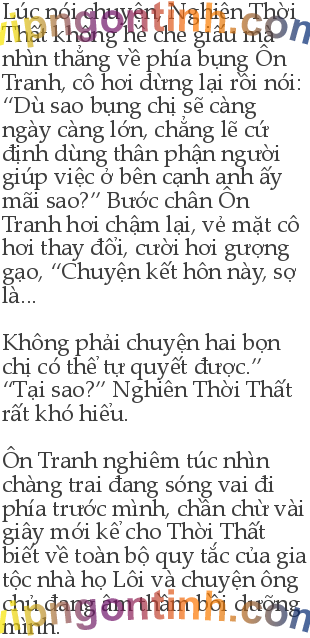 Lúc nói chuyện, Nghiên Thời
Thất không hề che giấu mà
nhìn thẳng về phía bụng Ôn
Tranh, cô hơi dừng lại rồi nói:
“Dù sao bụng chị sẽ càng
ngày càng lớn, chẳng lẽ cứ
định dùng thân phận người
giúp việc ở bên cạnh anh ấy
mãi sao?” Bước chân Ôn
Tranh hơi chậm lại, vẻ mặt cô
hơi thay đổi, cười hơi gượng
gạo, “Chuyện kết hôn này, sợ
là...
Không phải chuyện hai bọn
chị có thể tự quyết được.”
“Tại sao?” Nghiên Thời Thất
rất khó hiểu.
Ôn Tranh nghiêm túc nhìn
chàng trai đang sóng vai đi
phía trước mình, chần chừ vài
giây mới kể cho Thời Thất
biết về toàn bộ quy tắc của gia
tộc nhà họ Lôi và chuyện ông
chủ đang âm thầm bồi dưỡng
mình.
vipngontinh.com
vipngontinh.com